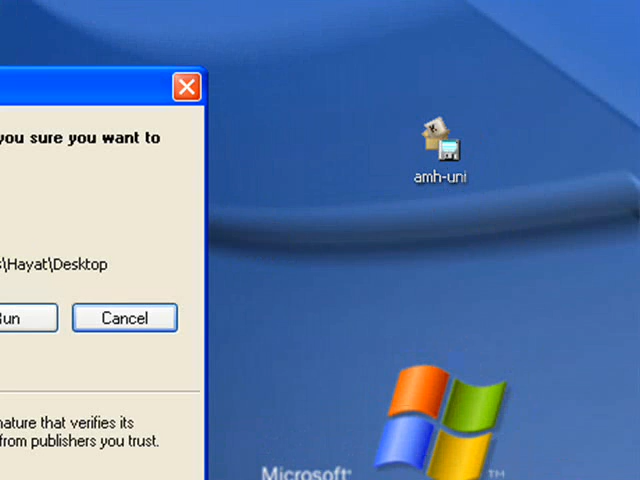 you sure you want to
amh-uni
s\Hayat\Desktop
Run
Cancel
nature that verifies its
from publishers you trust.
Microsoft®
TM